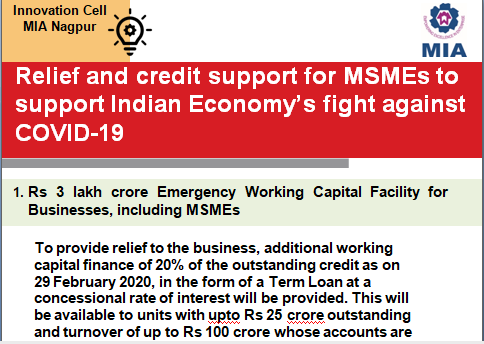 Innovation Cell
MIA Nagpur
MIA
Relief and credit support for MSMEs to
support Indian Economy's fight against
COVID-19
1. Rs 3 lakh crore Emergency Working Capital Facility for
Businesses, including MSMEs
To provide relief to the business, additional working
capital finance of 20% of the outstanding credit as on
29 February 2020, in the form of a Term Loan at a
concessional rate of interest will be provided. This will
be available to units with upto Rs 25 crore outstanding
and turnover of up to Rs 100 crore whose accounts are